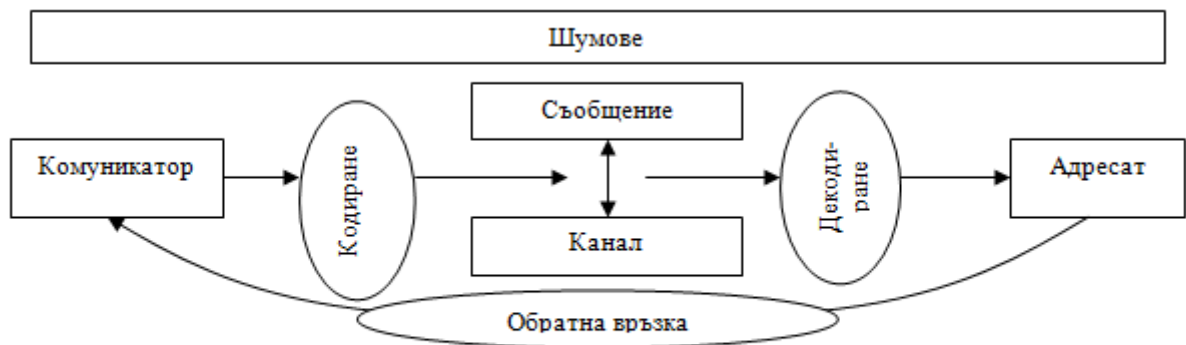 Шумове
Съобщение
Комуникатор
Кодиране
Декоди-
ране
Адресат
Канал
Обратна връзка